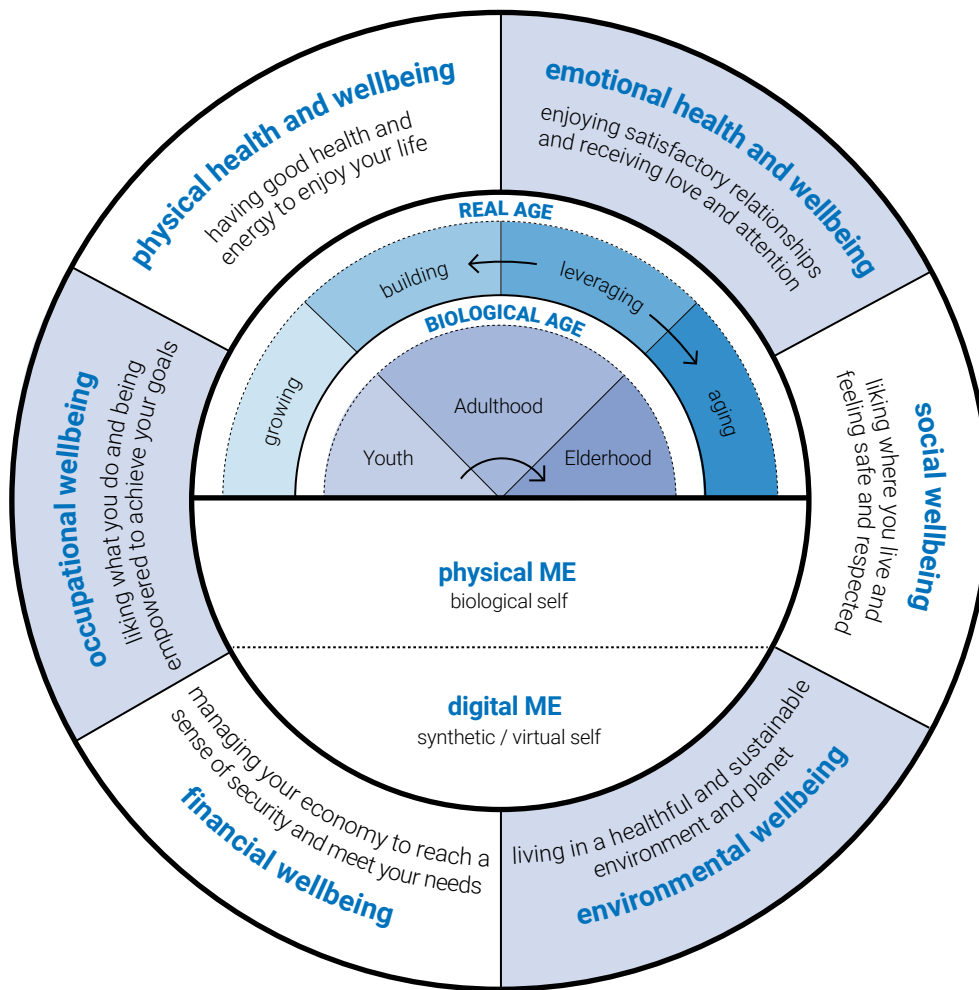 physical health and wellbeing
having good health and
energy to enjoy your life
emotional health and wellbeing
enjoying satisfactory relationships
and receiving love and attention
social wellbeing
liking where you live and
feeling safe and respected
environmental wellbeing
living in a healthful and sustainable
environment and planet
managing your economy to reach a
sense of security and meet your needs
financial wellbeing
occupational wellbeing
liking what you do and being
empowered to achieve your goals
REAL AGE
growing
building
leveraging
aging
BIOLOGICAL AGE
Youth
Adulthood
Elderhood
physical ME
biological self
digital ME
synthetic / virtual self